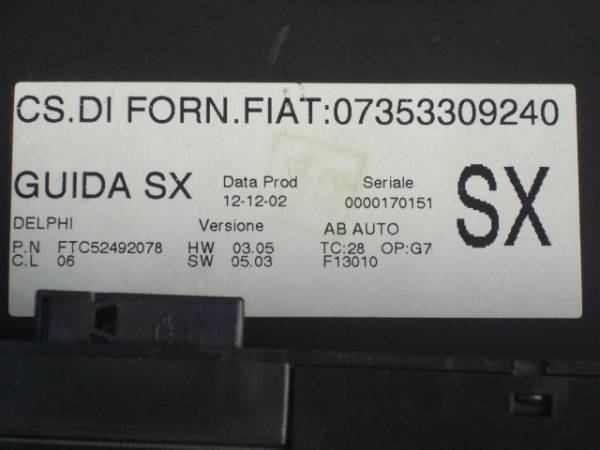 CS.DI FORN.FIAT:07353309240
GUIDA SX Data Prod Seriale SX
12-12-02 0000170151
DELPHI Versione AB AUTO
P.N FTC52492078 HW 03.05 TC:28 OP:G7
C.L 06 SW 05.03 F13010